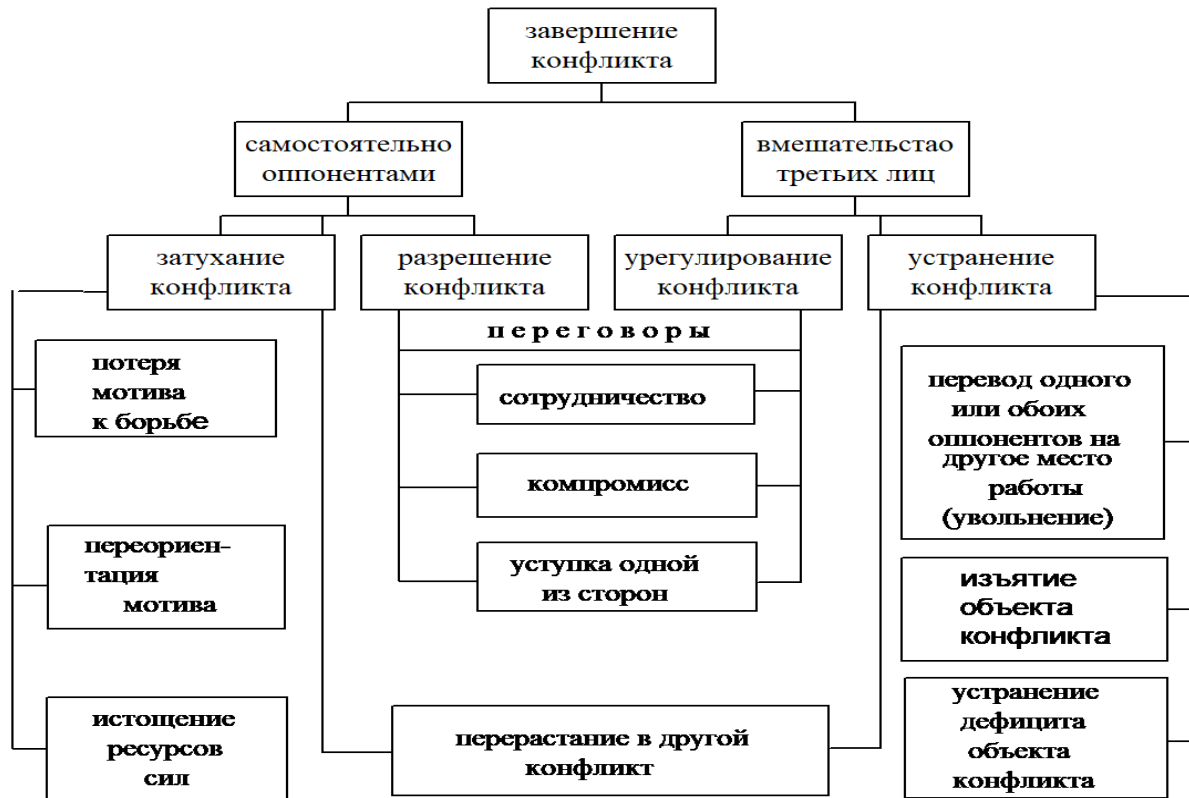 завершение
конфликта
самостоятельно
оппонентами
вмешательстао
третьих лиц
затухание
конфликта
разрешение
конфликта
урегулирование
конфликта
устранение
конфликта
п е р е г о в о р ы
потеря
мотива
к борьбе
сотрудничество
перевод одного
или обоих
оппонентов на
другое место
работы
(увольнение)
компромисс
переориен-
тация
мотива
уступка одной
из сторон
изъятие
объекта
конфликта
истощение
ресурсов
сил
перерастание в другой
конфликт
устранение
дефицита
объекта
конфликта